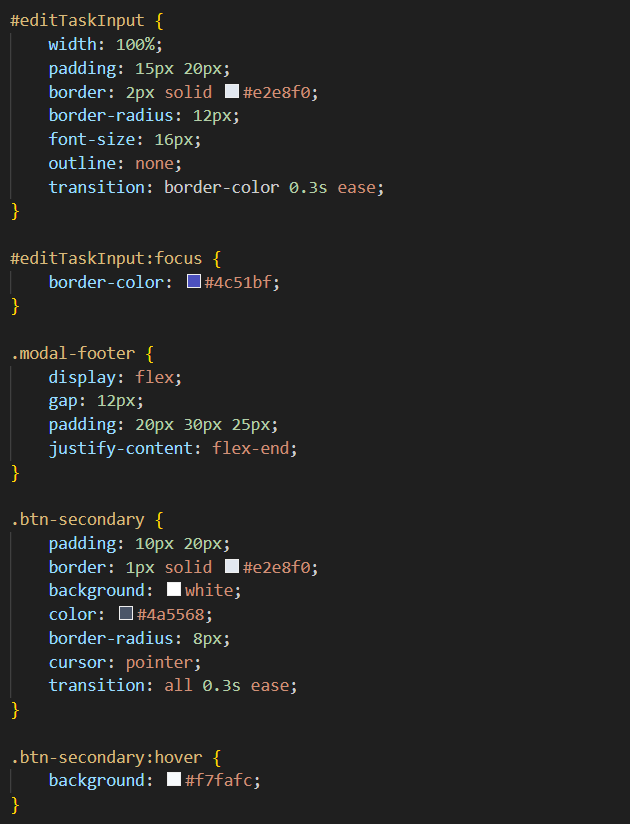 #editTaskInput {
    width: 100%;
    padding: 15px 20px;
    border: 2px solid #e2e8f0;
    border-radius: 12px;
    font-size: 16px;
    outline: none;
    transition: border-color 0.3s ease;
}

#editTaskInput:focus {
    border-color: #4c51bf;
}

.modal-footer {
    display: flex;
    gap: 12px;
    padding: 20px 30px 25px;
    justify-content: flex-end;
}

.btn-secondary {
    padding: 10px 20px;
    border: 1px solid #e2e8f0;
    background: white;
    color: #4a5568;
    border-radius: 8px;
    cursor: pointer;
    transition: all 0.3s ease;
}

.btn-secondary:hover {
    background: #f7fafc;
}